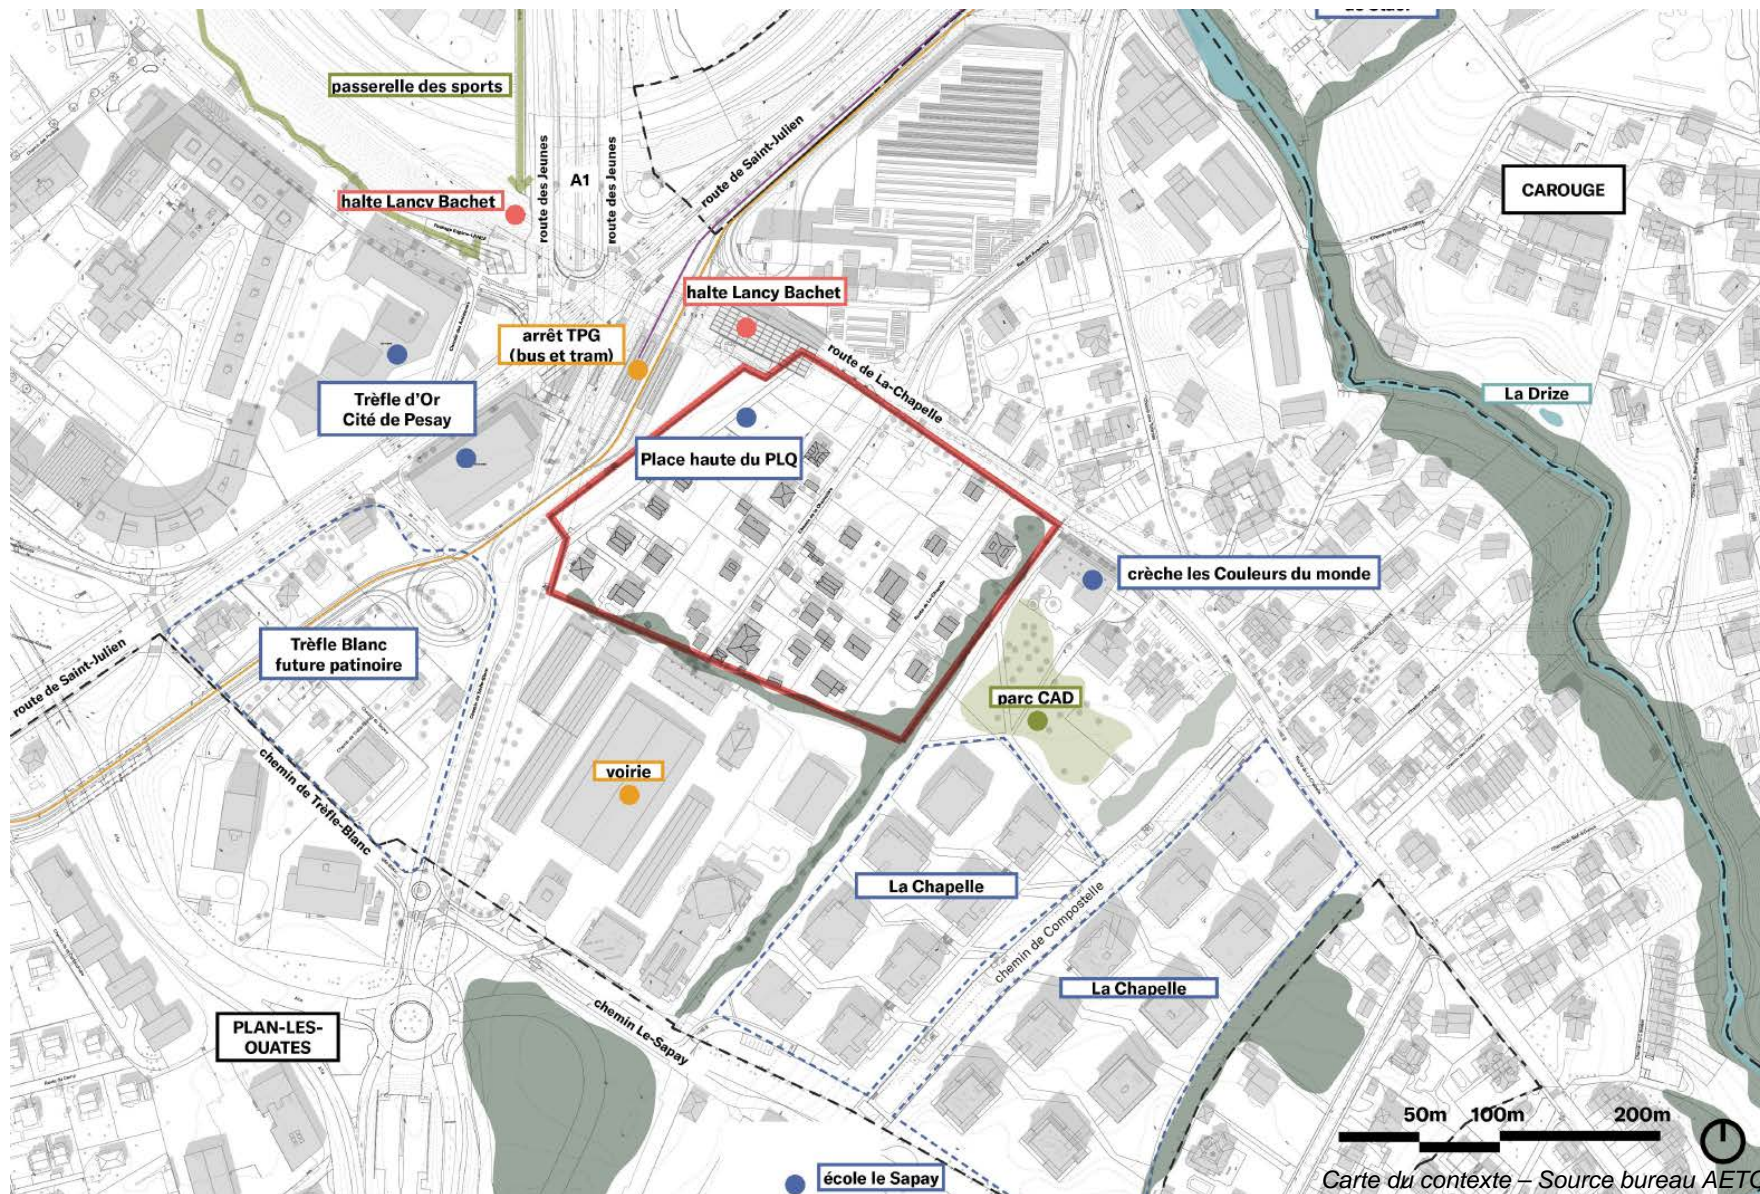 passerelle des sports
route de Saint-Julien
route des Jeunes
A1
route des Jeunes
CAROUGE
halte Lancy Bachet
halte Lancy Bachet
arrêt TPG
(bus et tram)
route de La-Chapelle
La Drize
Trèfle d'Or
Cité de Pesay
Place haute du PLQ
crèche les Couleurs du monde
Trèfle Blanc
future patinoire
route de Saint-Julien
parc CAD
voirie
chemin de Trèfle-Blanc
La Chapelle
chemin de Compostelle
La Chapelle
chemin Le-Sapay
PLAN-LES-
OUATES
50m 100m 200m
école le Sapay
Carte du contexte – Source bureau